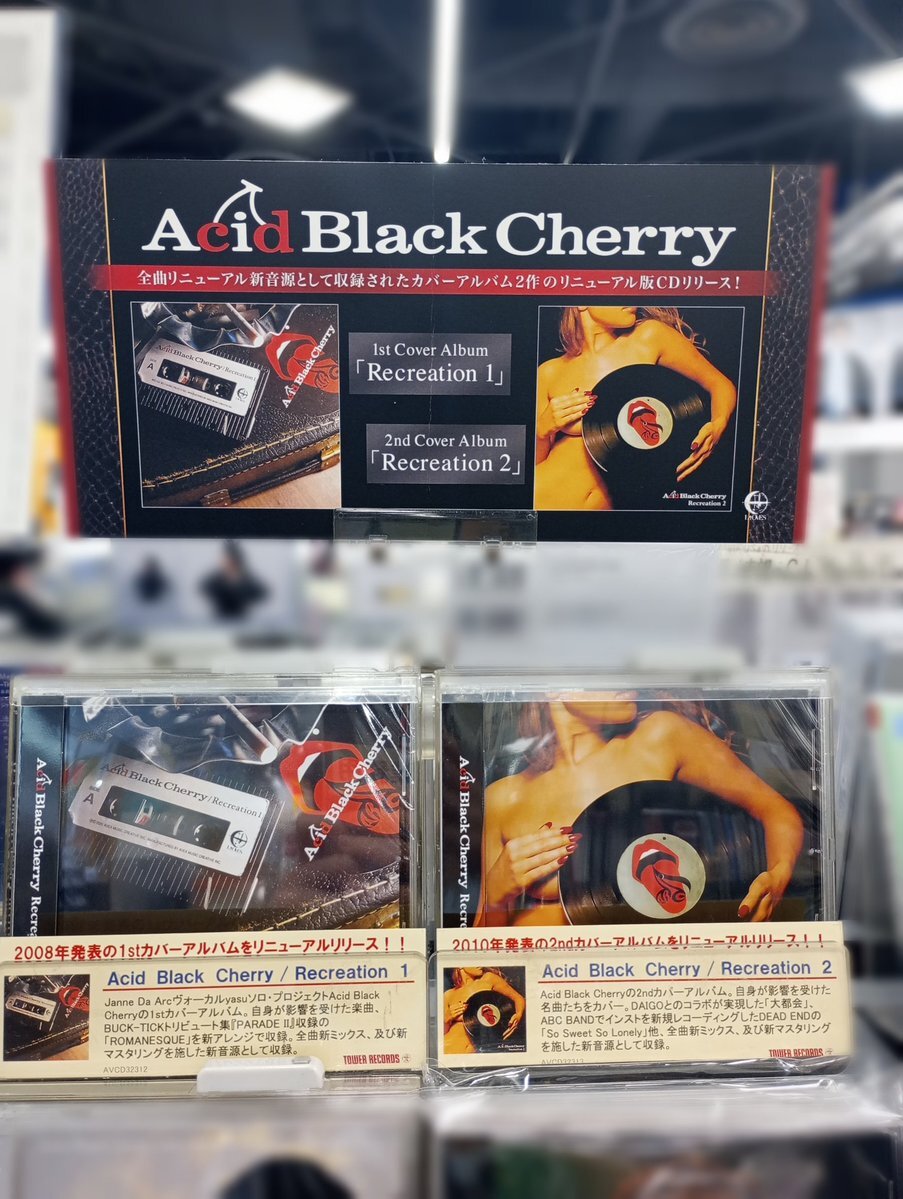 Acid Black Cherry
全曲リニューアル新音源として収録されたカバーアルバム2作のリニューアル版CDリリース！
Acid Black Cherry / Recreation 1
A
Acid Black Cherry
1st Cover Album
「Recreation 1」
2nd Cover Album
「Recreation 2」
Acid Black Cherry
Recreation 2
Acid Black Cherry Recrea
Acid Black Cherry / Recreation 1
SIDE
A
Acid Black Cherry
Acid Black Cherry Recre
2008年発表の1stカバーアルバムをリニューアルリリース！！
Acid Black Cherry / Recreation 1
Janne Da Arcヴォーカルyasuソロ・プロジェクトAcid Black
Cherryの1stカバーアルバム。自身が影響を受けた楽曲、
BUCK-TICKトリビュート集『PARADE II』収録の
「ROMANESQUE」を新アレンジで収録。全曲新ミックス、及び新
マスタリングを施した新音源として収録。
TOWER RECORDS
AVCD32312
2010年発表の2ndカバーアルバムをリニューアルリリース！！
Acid Black Cherry / Recreation 2
Acid Black Cherryの2ndカバーアルバム。自身が影響を受けた
名曲たちをカバー。DAIGOとのコラボが実現した「大都会」、
ABC BANDでインストを新規レコーディングしたDEAD ENDの
「So Sweet So Lonely」他、全曲新ミックス、及び新マスタリング
を施した新音源として収録。
TOWER RECORDS
AVCD32313